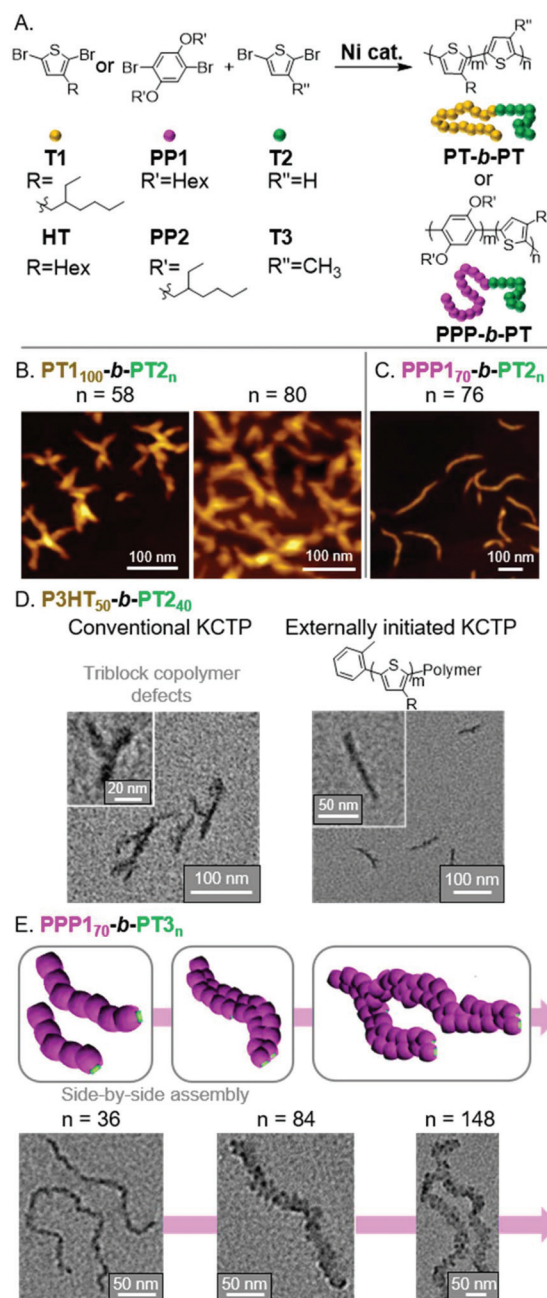 A.
Br S Br
R
or
OR'
Br Br
R'O
+
Br S Br
R"
Ni cat.
S m S n
R R"
T1 PP1 T2
R= R'=Hex R"=H
PT-b-PT
or
HT PP2 T3
R=Hex R'= R"=CH3
OR'
R'O m S n
R
PPP-b-PT
B. PT1100-b-PT2n
n = 58 n = 80
100 nm 100 nm
C. PPP170-b-PT2n
n = 76
100 nm
D. P3HT50-b-PT240
Conventional KCTP
Triblock copolymer
defects
20 nm
100 nm
Externally initiated KCTP
S m Polymer
R
50 nm
100 nm
E. PPP170-b-PT3n
Side-by-side assembly
n = 36 n = 84 n = 148
50 nm 50 nm 50 nm